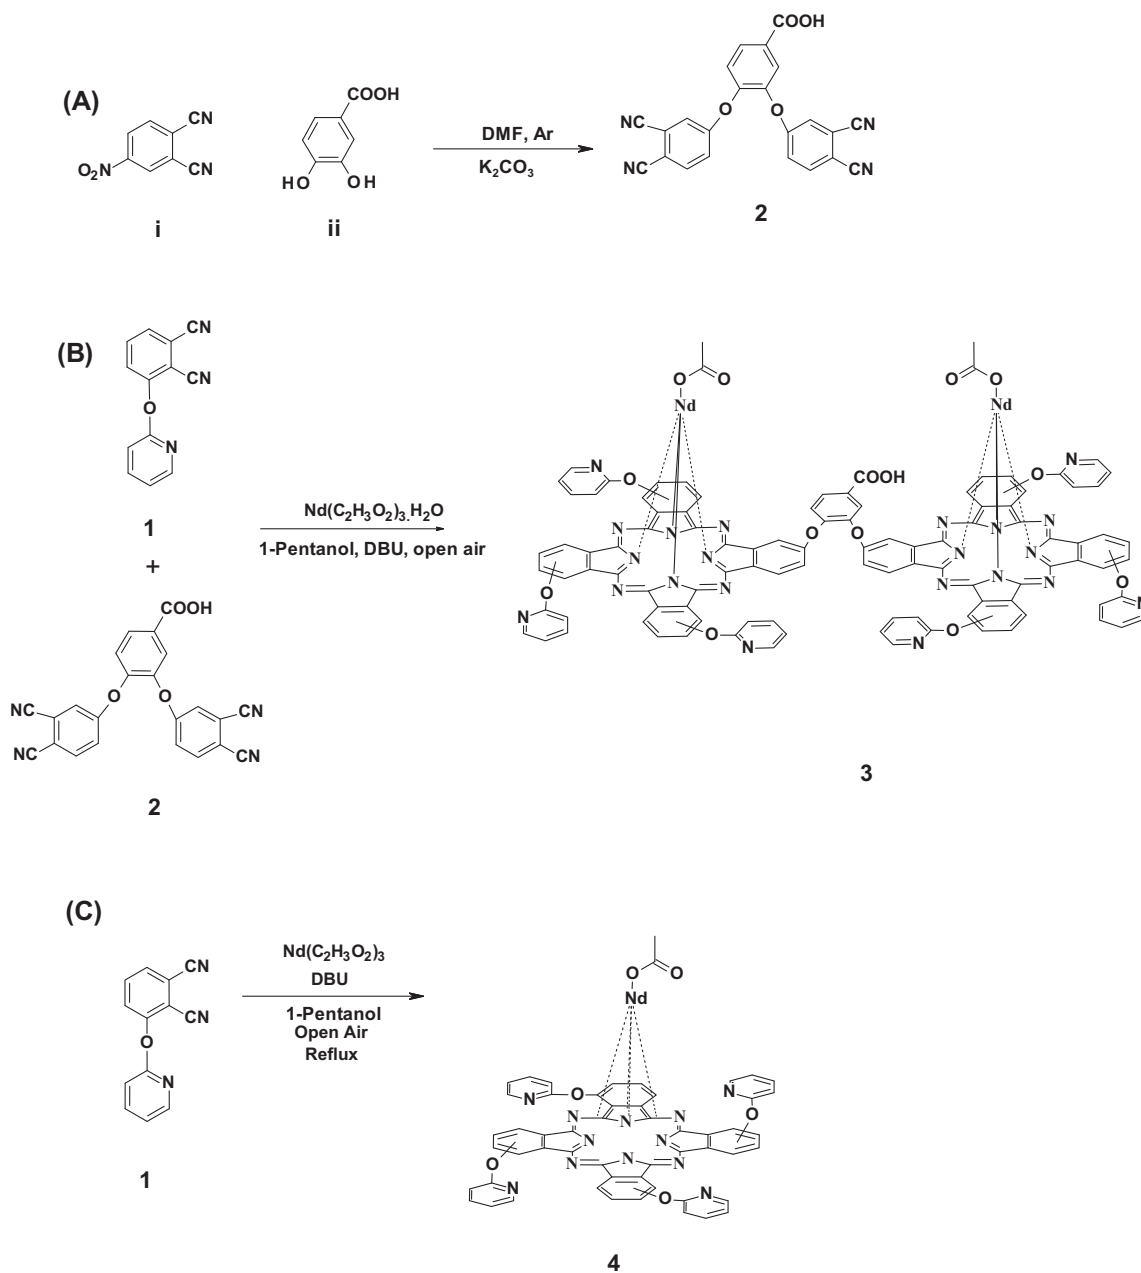 (A)
CN
CN
O2N
i
COOH
HO
OH
ii
DMF, Ar
K2CO3
COOH
O
O
NC
NC
CN
CN
2
(B)
CN
CN
O
N
1
+
COOH
O
O
NC
NC
CN
CN
2
Nd(C2H3O2)3.H2O
1-Pentanol, DBU, open air
O
O
Nd
N
O
COOH
N
N
N
N
N
N
N
N
O
N
O
N
O
O
O
O
Nd
O
N
N
N
N
N
N
N
N
N
O
N
N
O
3
(C)
CN
CN
O
N
1
Nd(C2H3O2)3
DBU
1-Pentanol
Open Air
Reflux
O
O
Nd
N
O
N
O
N
N
N
N
N
N
N
N
O
N
O
N
4